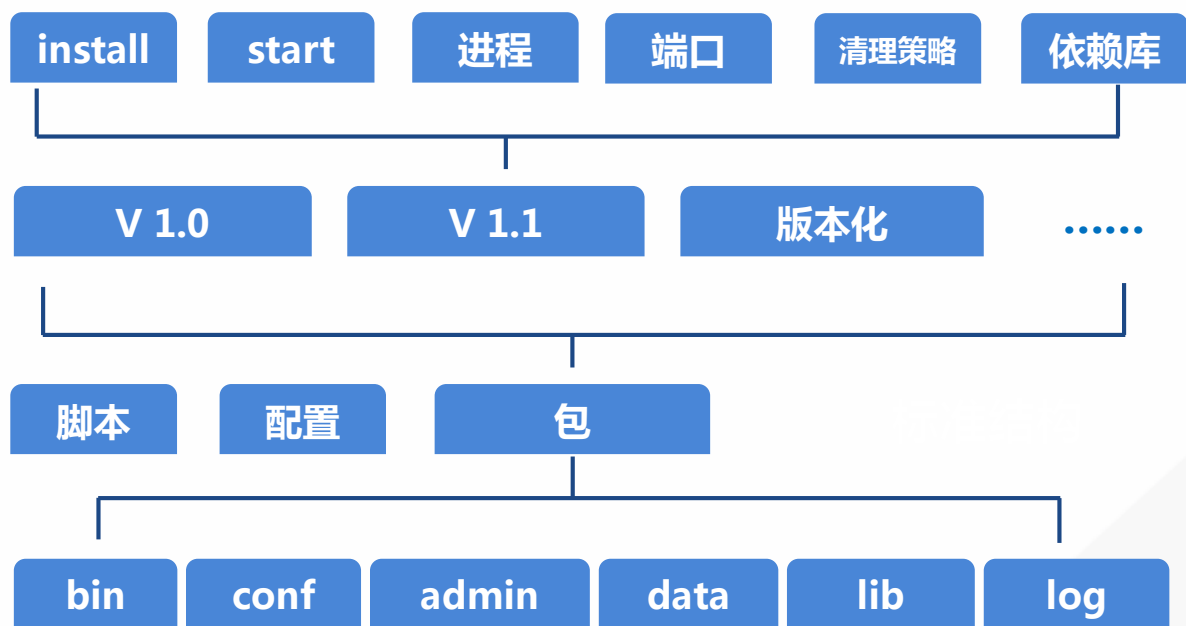 install
start
进程
端口
清理策略
依赖库
V 1.0
V 1.1
版本化
......
脚本
配置
包
bin
conf
admin
data
lib
log